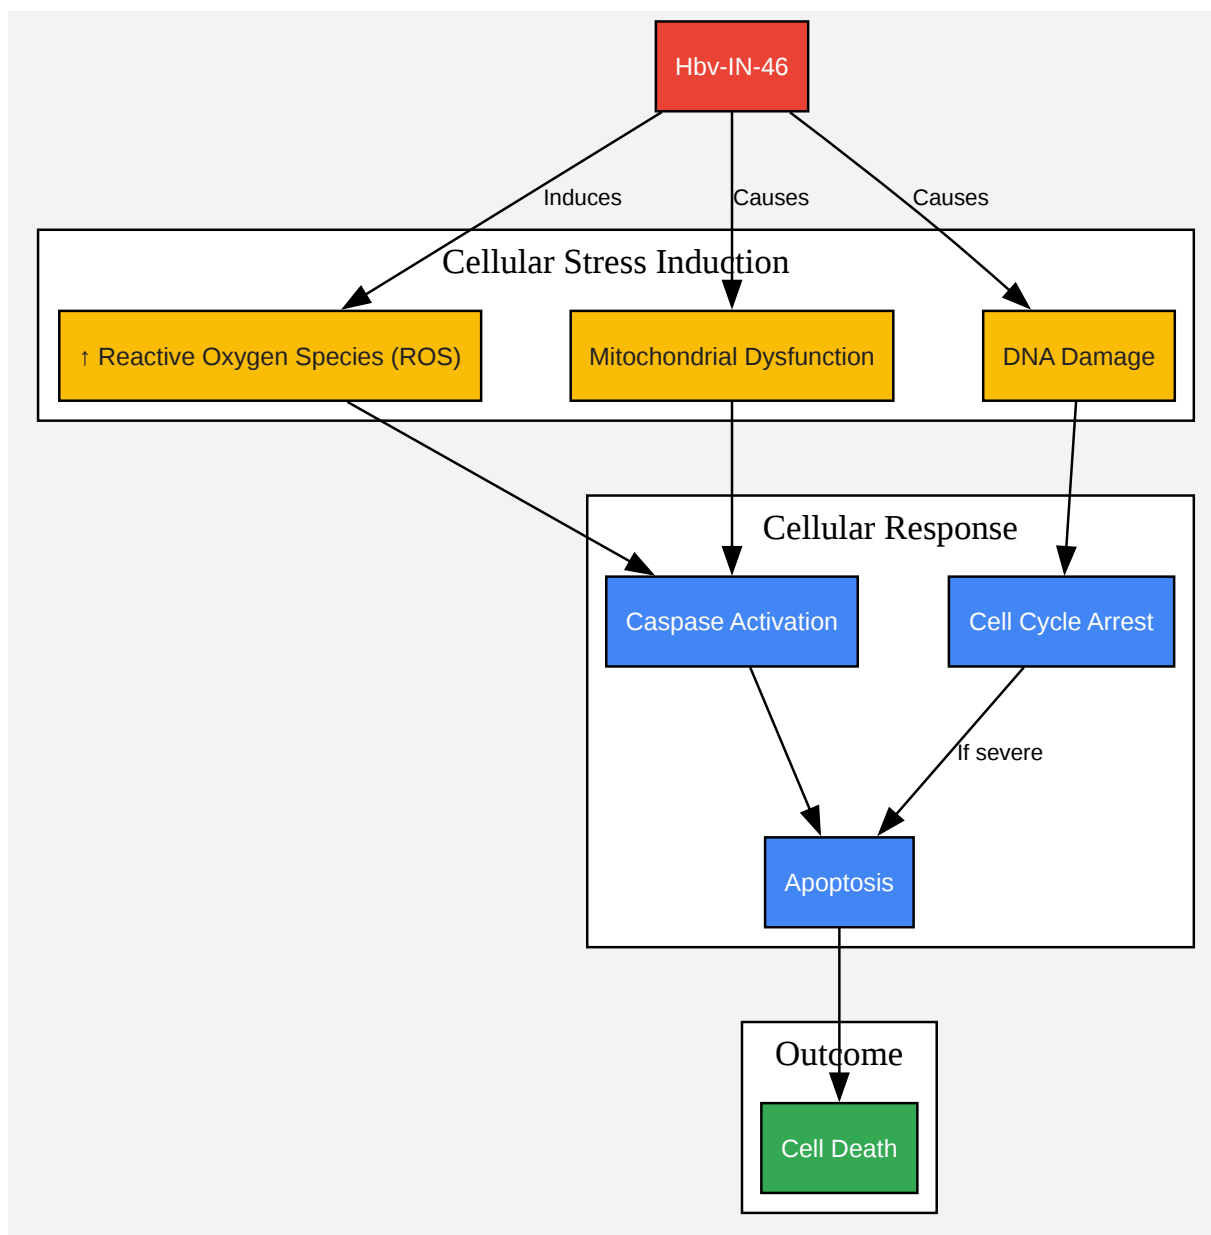 Hbv-IN-46
Induces
Causes
Causes
Cellular Stress Induction
↑ Reactive Oxygen Species (ROS)
Mitochondrial Dysfunction
DNA Damage
Cellular Response
Caspase Activation
Cell Cycle Arrest
If severe
Apoptosis
Outcome
Cell Death